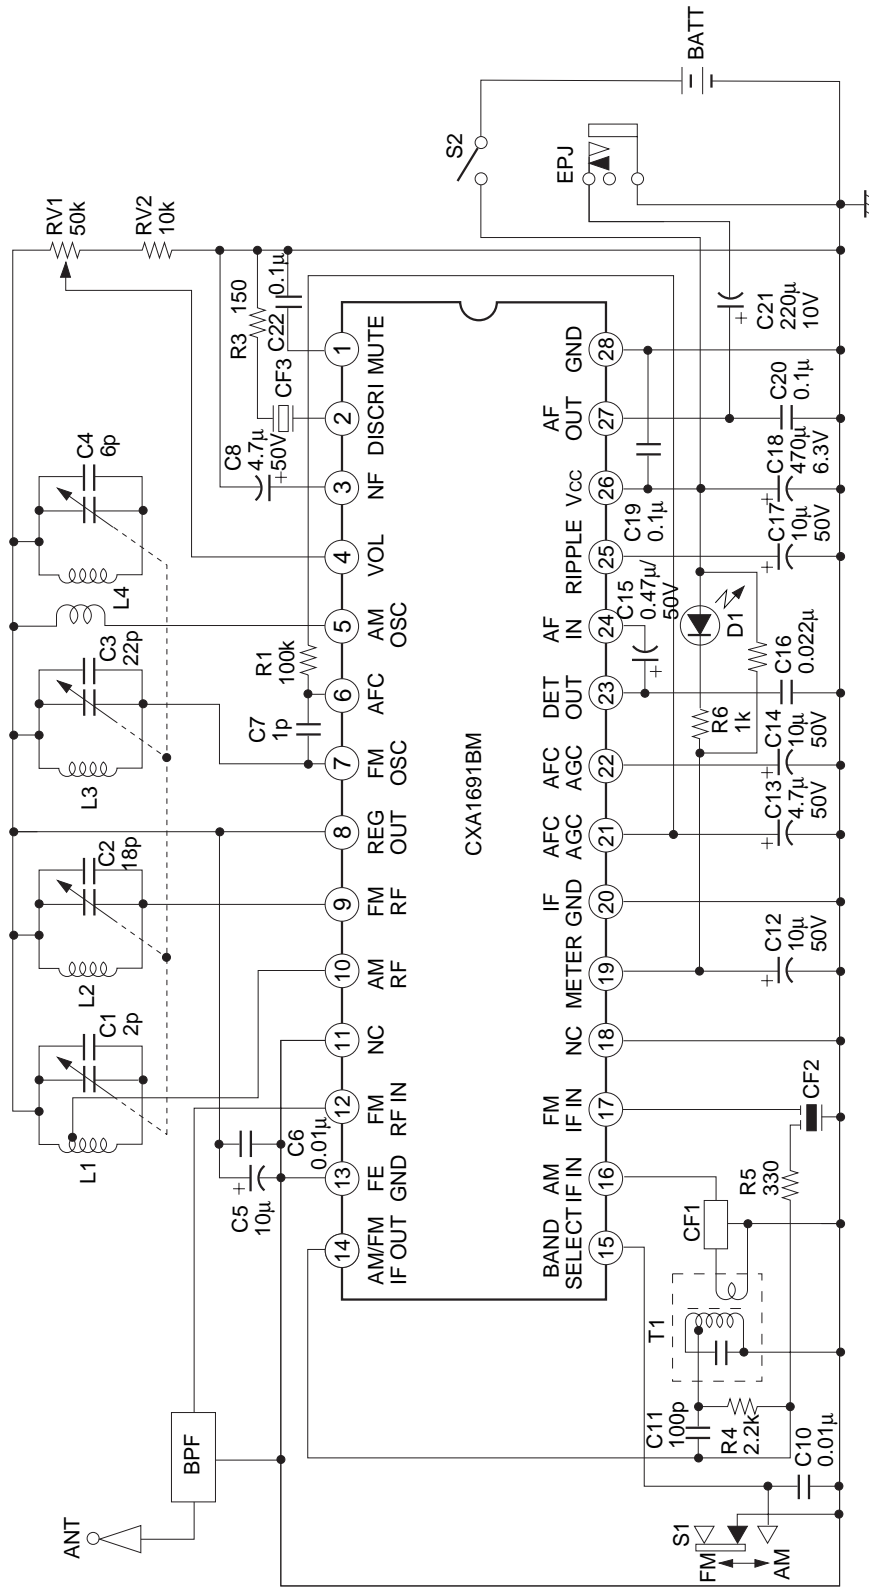 ANT
BPF
L1
C1
2p
L2
C2
18p
L3
C3
22p
L4
C4
6p
RV1
50k
RV2
10k
C5
10μ
+
C6
0.01μ
C7
1p
R1
100k
C8
4.7μ
+50V
R3 150
CF3
C22 0.1μ
14
AM/FM
IF OUT
13
FE
GND
12
FM
RF IN
11
NC
10
AM
RF
9
FM
RF
8
REG
OUT
7
FM
OSC
6
AFC
5
AM
OSC
4
VOL
3
NF
2
DISCRI
1
MUTE
CXA1691BM
BAND
SELECT
15
AM
IF IN
16
FM
IF IN
17
NC
18
METER
19
IF
GND
20
AFC
AGC
21
AFC
AGC
22
DET
OUT
23
AF
IN
24
RIPPLE
25
VCC
26
AF
OUT
27
GND
28
S1
FM
AM
C10
0.01μ
C11
100p
R4
2.2k
T1
CF1
R5
330
CF2
C12
10μ
50V
+
C13
4.7μ
50V
+
C14
10μ
50V
+
R6
1k
C15
0.47μ/
50V
+
D1
C16
0.022μ
C17
10μ
50V
+
C18
470μ
6.3V
+
C19
0.1μ
C20
0.1μ
C21
220μ
10V
+
S2
EPJ
BATT